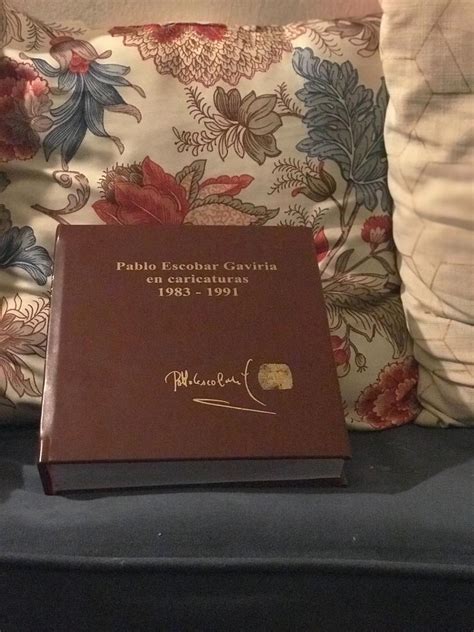 Pablo Escobar Gaviria
en caricaturas
1983 - 1991